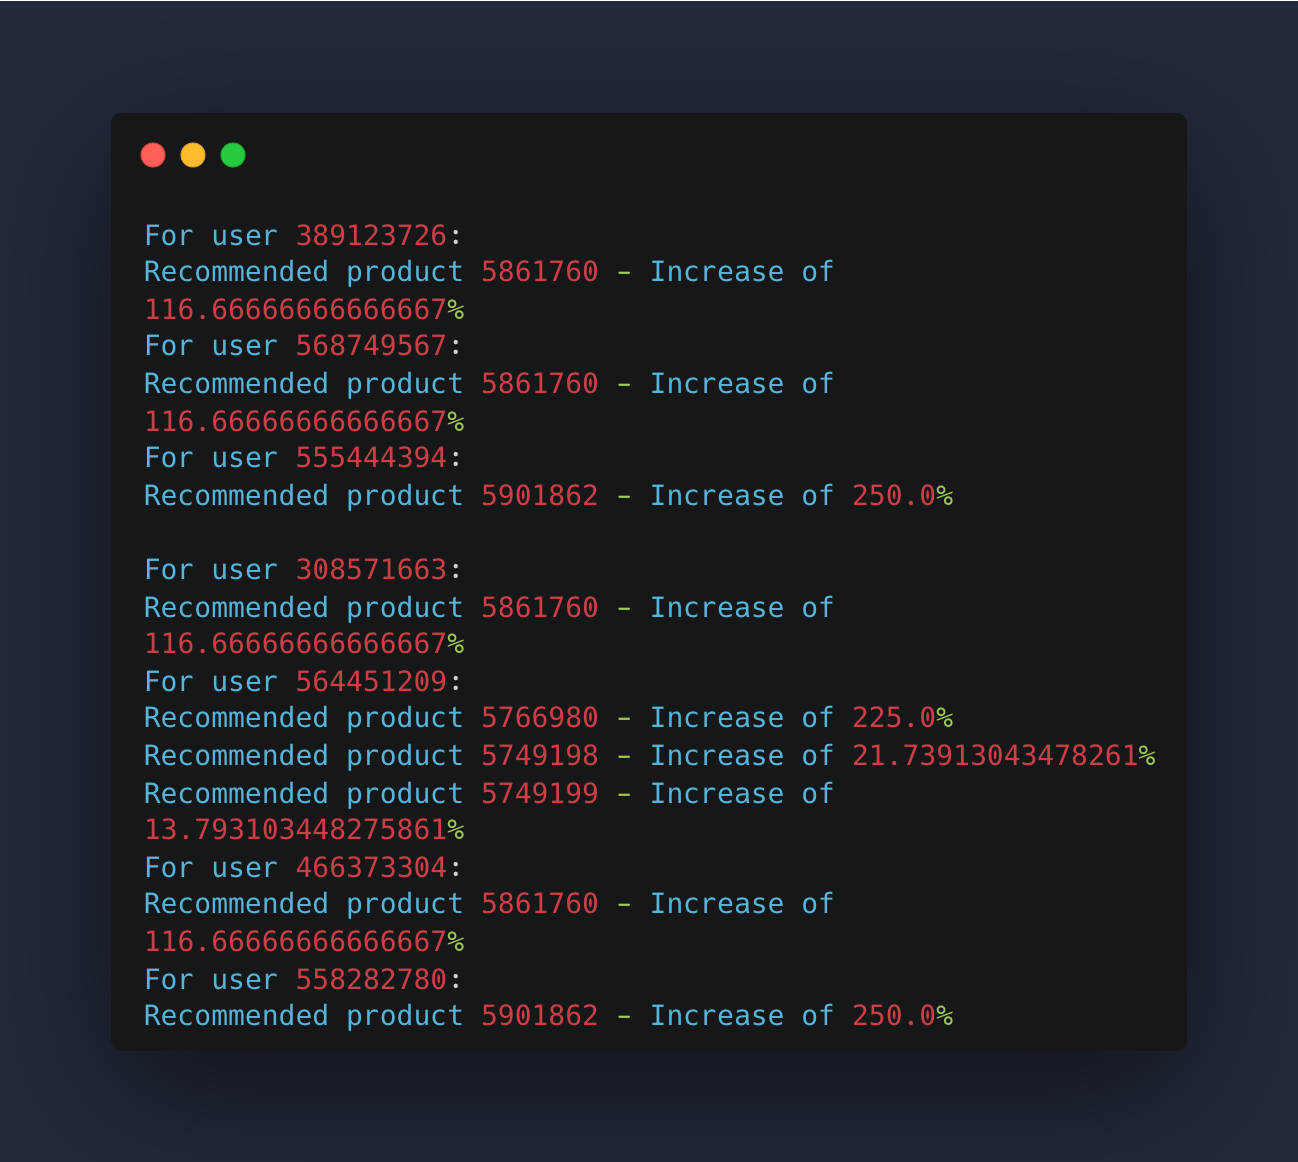 For user 389123726:
Recommended product 5861760 – Increase of
116.66666666666667%
For user 568749567:
Recommended product 5861760 – Increase of
116.66666666666667%
For user 555444394:
Recommended product 5901862 – Increase of 250.0%
For user 308571663:
Recommended product 5861760 – Increase of
116.66666666666667%
For user 564451209:
Recommended product 5766980 – Increase of 225.0%
Recommended product 5749198 – Increase of 21.73913043478261%
Recommended product 5749199 – Increase of
13.793103448275861%
For user 466373304:
Recommended product 5861760 – Increase of
116.66666666666667%
For user 558282780:
Recommended product 5901862 – Increase of 250.0%